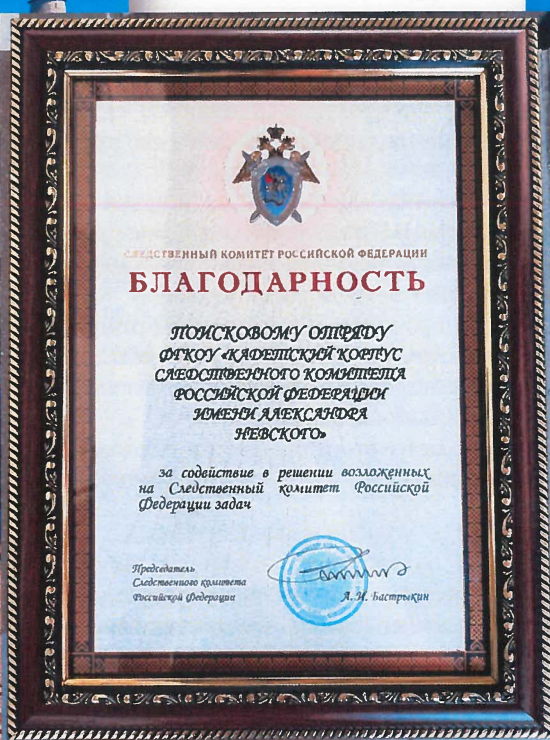 СЛЕДСТВЕННЫЙ КОМИТЕТ РОССИЙСКОЙ ФЕДЕРАЦИИ
БЛАГОДАРНОСТЬ
ПОИСКОВОМУ ОТРЯДУ
ФГКОУ «КАДЕТСКИЙ КОРПУС
СЛЕДСТВЕННОГО КОМИТЕТА
РОССИЙСКОЙ ФЕДЕРАЦИИ
ИМЕНИ АЛЕКСАНДРА
НЕВСКОГО»
за содействие в решении возложенных
на Следственный комитет Российской
Федерации задач
Председатель
Следственного комитета
Российской Федерации
А. И. Бастрыкин